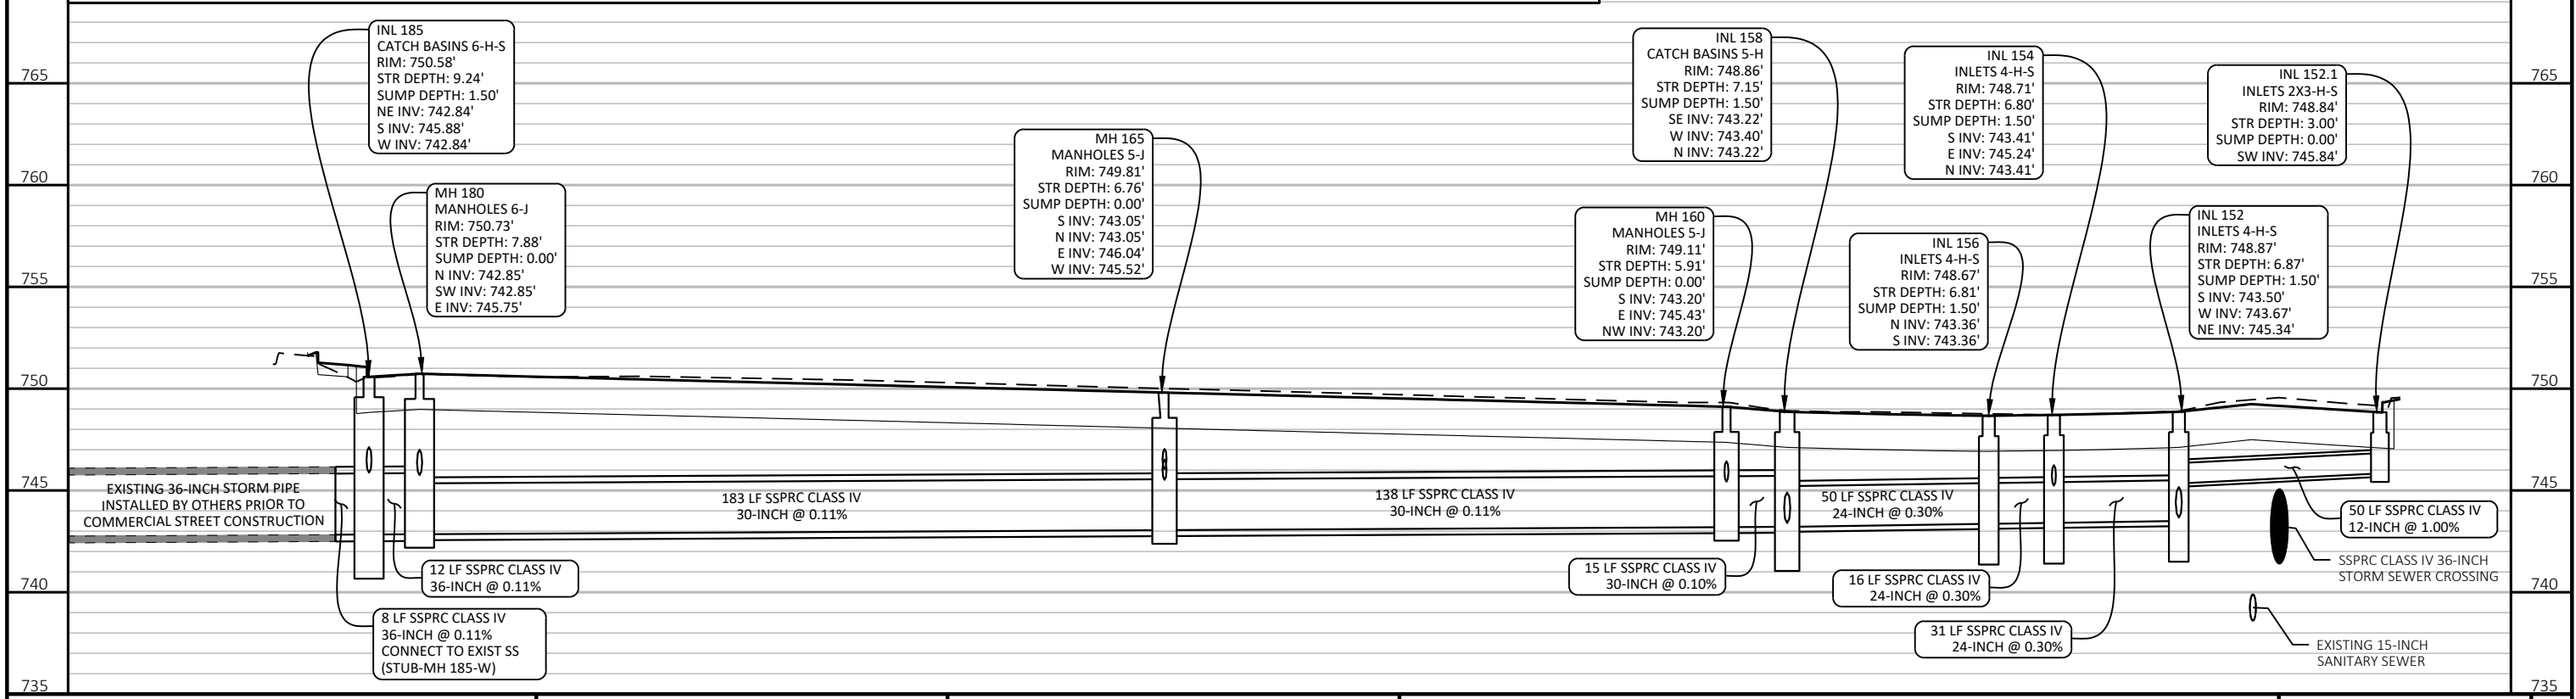 765
760
755
750
745
740
735
INL 185
CATCH BASINS 6-H-S
RIM: 750.58'
STR DEPTH: 9.24'
SUMP DEPTH: 1.50'
NE INV: 742.84'
S INV: 745.88'
W INV: 742.84'
MH 180
MANHOLES 6-J
RIM: 750.73'
STR DEPTH: 7.88'
SUMP DEPTH: 0.00'
N INV: 742.85'
SW INV: 742.85'
E INV: 745.75'
MH 165
MANHOLES 5-J
RIM: 749.81'
STR DEPTH: 6.76'
SUMP DEPTH: 0.00'
S INV: 743.05'
N INV: 743.05'
E INV: 746.04'
W INV: 745.52'
INL 158
CATCH BASINS 5-H
RIM: 748.86'
STR DEPTH: 7.15'
SUMP DEPTH: 1.50'
SE INV: 743.22'
W INV: 743.40'
N INV: 743.22'
MH 160
MANHOLES 5-J
RIM: 749.11'
STR DEPTH: 5.91'
SUMP DEPTH: 0.00'
S INV: 743.20'
E INV: 745.43'
NW INV: 743.20'
INL 154
INLETS 4-H-S
RIM: 748.71'
STR DEPTH: 6.80'
SUMP DEPTH: 1.50'
S INV: 743.41'
E INV: 745.24'
N INV: 743.41'
INL 156
INLETS 4-H-S
RIM: 748.67'
STR DEPTH: 6.81'
SUMP DEPTH: 1.50'
N INV: 743.36'
S INV: 743.36'
INL 152.1
INLETS 2X3-H-S
RIM: 748.84'
STR DEPTH: 3.00'
SUMP DEPTH: 0.00'
SW INV: 745.84'
INL 152
INLETS 4-H-S
RIM: 748.87'
STR DEPTH: 6.87'
SUMP DEPTH: 1.50'
S INV: 743.50'
W INV: 743.67'
NE INV: 745.34'
EXISTING 36-INCH STORM PIPE
INSTALLED BY OTHERS PRIOR TO
COMMERCIAL STREET CONSTRUCTION
183 LF SSPRC CLASS IV
30-INCH @ 0.11%
138 LF SSPRC CLASS IV
30-INCH @ 0.11%
50 LF SSPRC CLASS IV
24-INCH @ 0.30%
12 LF SSPRC CLASS IV
36-INCH @ 0.11%
8 LF SSPRC CLASS IV
36-INCH @ 0.11%
CONNECT TO EXIST SS
(STUB-MH 185-W)
15 LF SSPRC CLASS IV
30-INCH @ 0.10%
16 LF SSPRC CLASS IV
24-INCH @ 0.30%
31 LF SSPRC CLASS IV
24-INCH @ 0.30%
50 LF SSPRC CLASS IV
12-INCH @ 1.00%
SSPRC CLASS IV 36-INCH
STORM SEWER CROSSING
EXISTING 15-INCH
SANITARY SEWER
765
760
755
750
745
740
735